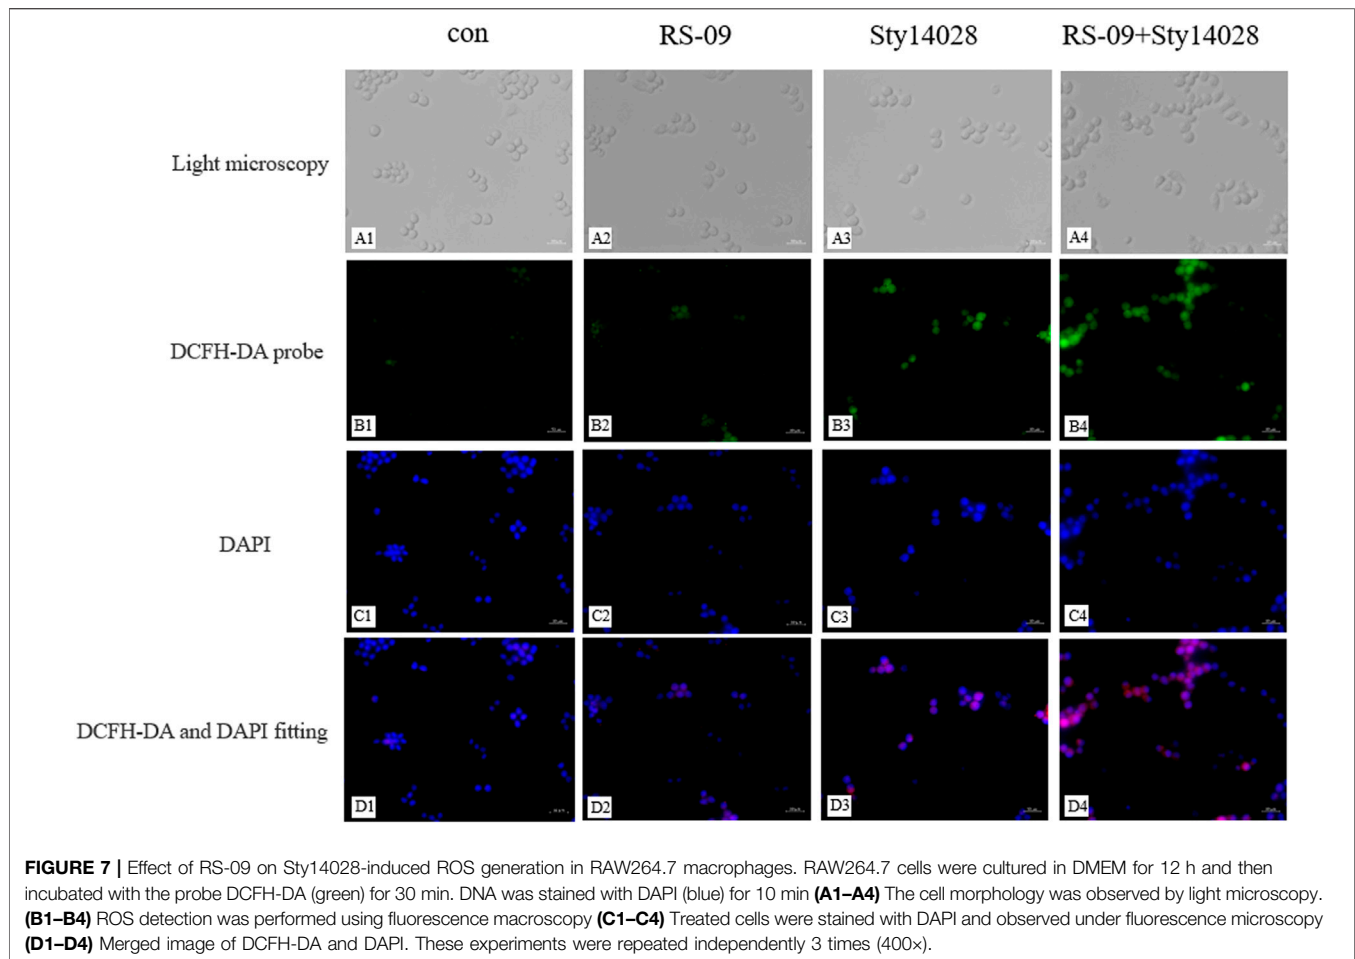 con RS-09 Sty14028 RS-09+Sty14028
Light microscopy
A1 A2 A3 A4
DCFH-DA probe
B1 B2 B3 B4
DAPI
C1 C2 C3 C4
DCFH-DA and DAPI fitting
D1 D2 D3 D4
FIGURE 7 | Effect of RS-09 on Sty14028-induced ROS generation in RAW264.7 macrophages. RAW264.7 cells were cultured in DMEM for 12 h and then
incubated with the probe DCFH-DA (green) for 30 min. DNA was stained with DAPI (blue) for 10 min (A1–A4) The cell morphology was observed by light microscopy.
(B1–B4) ROS detection was performed using fluorescence macroscopy (C1–C4) Treated cells were stained with DAPI and observed under fluorescence microscopy
(D1–D4) Merged image of DCFH-DA and DAPI. These experiments were repeated independently 3 times (400×).